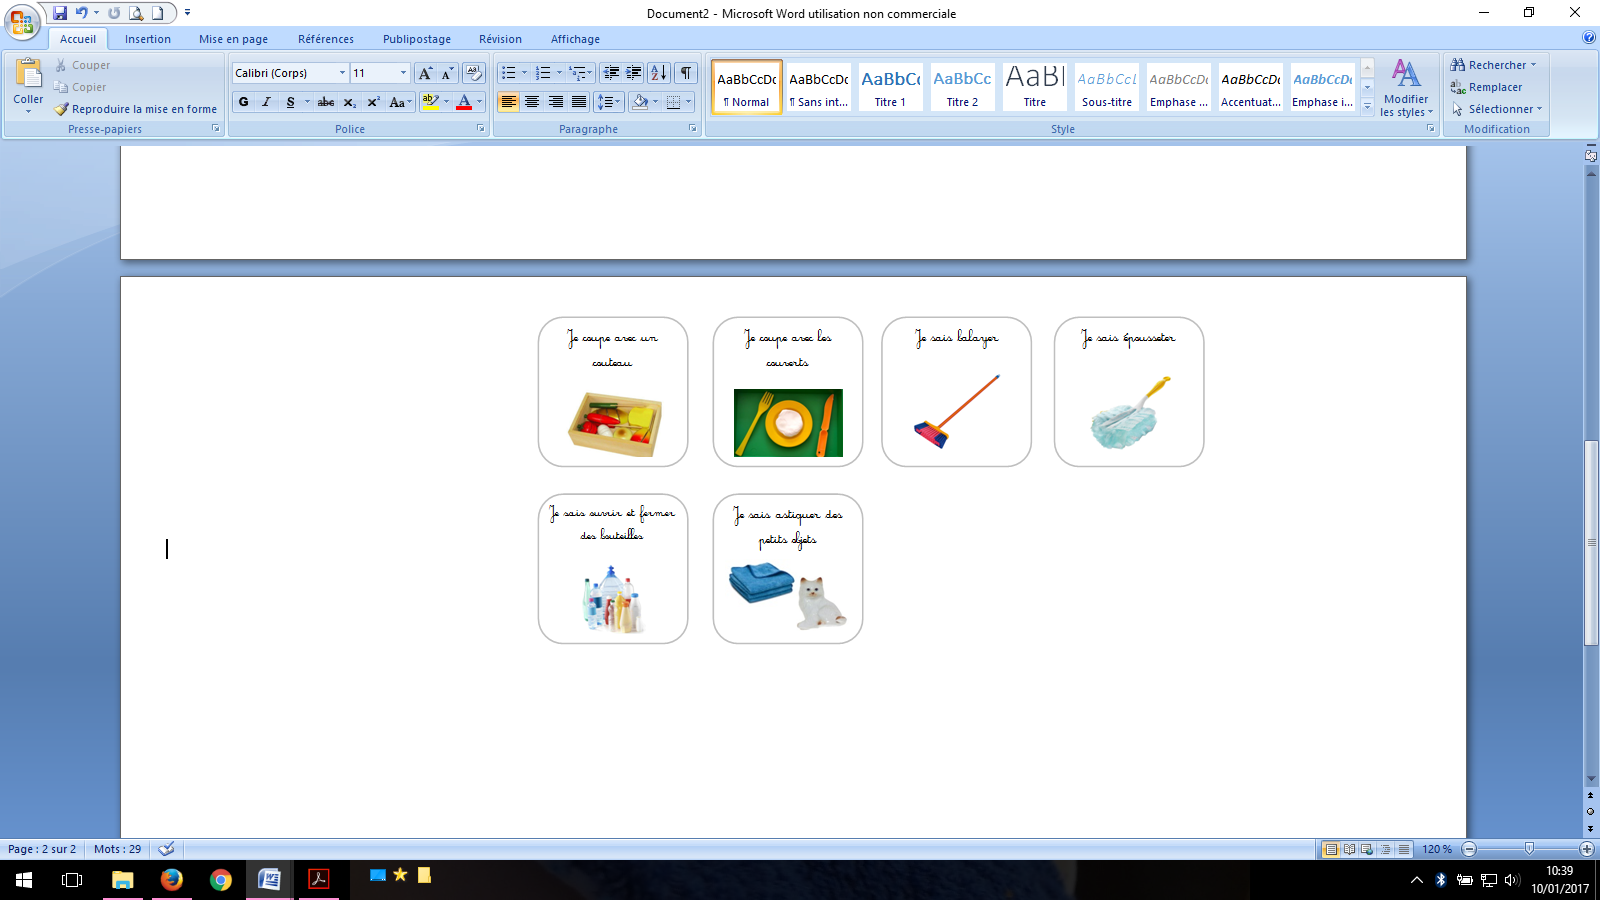 Document2 - Microsoft Word utilisation non commerciale
Accueil Insertion Mise en page Références Publipostage Révision Affichage
Coller
Couper
Copier
Reproduire la mise en forme
Presse-papiers
Calibri (Corps) 11
G I S abc x₂ x² Aa
Police
Paragraphe
AaBbCcDc AaBbCcDc AaBbCc AaBbCc AaBl AaBbCcL AaBbCcDc AaBbCcDc AaBbCcDc
¶ Normal ¶ Sans int... Titre 1 Titre 2 Titre Sous-titre Emphase ... Accentuat... Emphase i...
Style
Modifier
les styles
Rechercher
Remplacer
Sélectionner
Modification
Je coupe avec un
couteau
Je coupe avec les
couverts
Je sais balayer
Je sais épousseter
Je sais ouvrir et fermer
des bouteilles
Je sais astiquer des
petits objets
Page : 2 sur 2 Mots : 29
120 %
10:39
10/01/2017